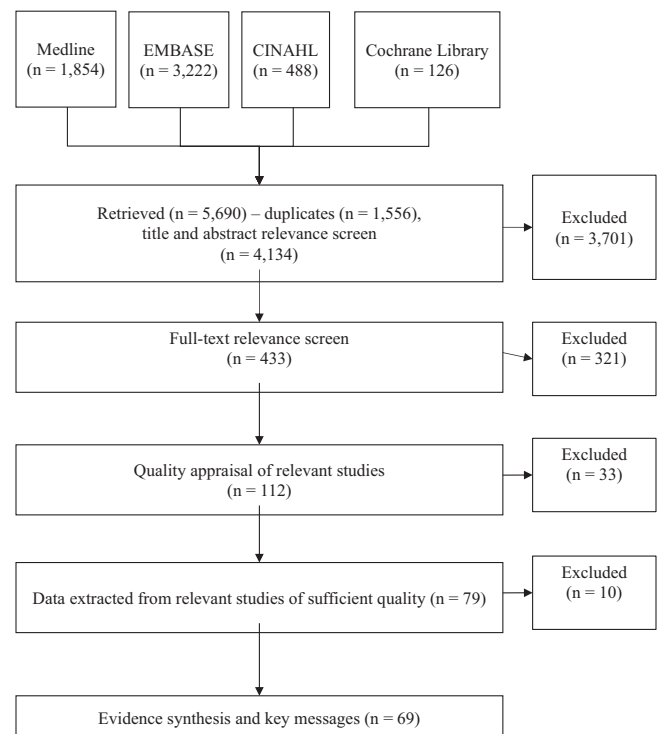 Medline
(n = 1,854)
EMBASE
(n = 3,222)
CINAHL
(n = 488)
Cochrane Library
(n = 126)
Retrieved (n = 5,690) – duplicates (n = 1,556),
title and abstract relevance screen
(n = 4,134)
Excluded
(n = 3,701)
Full-text relevance screen
(n = 433)
Excluded
(n = 321)
Quality appraisal of relevant studies
(n = 112)
Excluded
(n = 33)
Data extracted from relevant studies of sufficient quality (n = 79)
Excluded
(n = 10)
Evidence synthesis and key messages (n = 69)